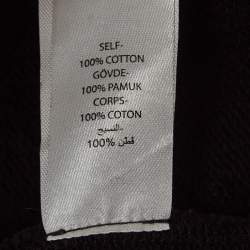 SELF-
100% COTTON
GÖVDE-
100% PAMUK
CORPS-
100% COTON
النسيج-
قطن %100